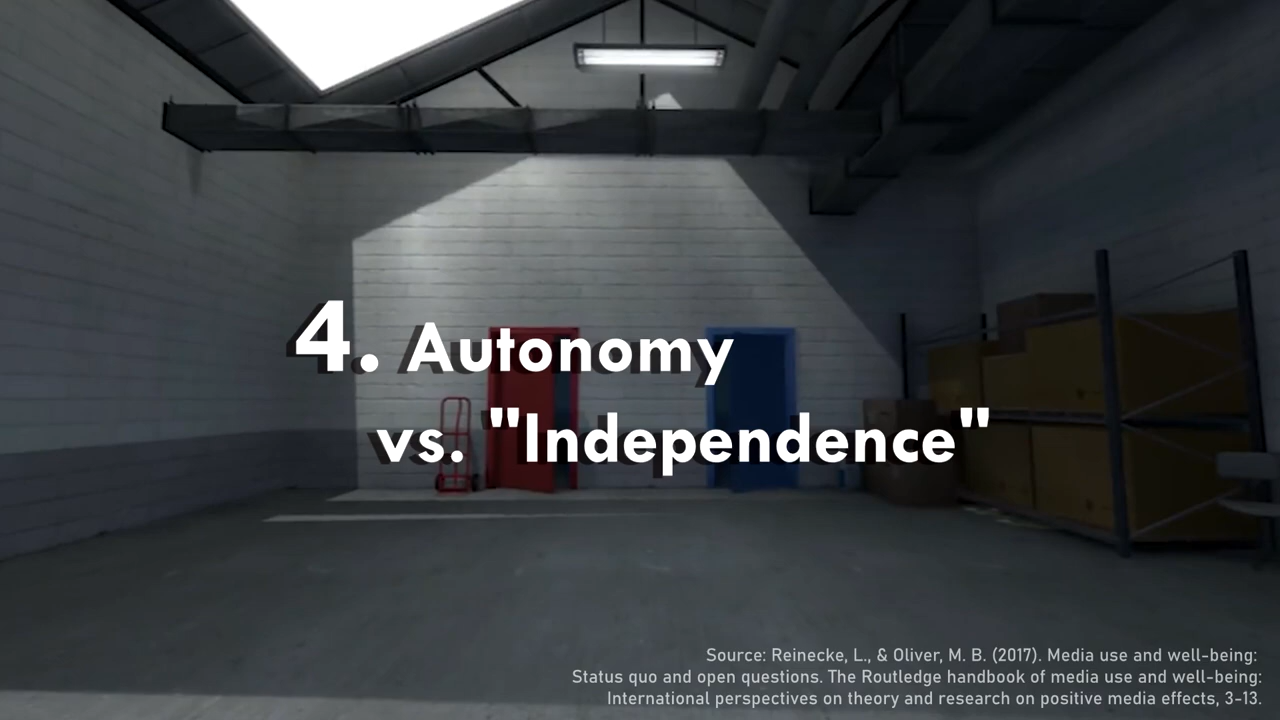 4. Autonomy
vs. "Independence"
Source: Reinecke, L., & Oliver, M. B. (2017). Media use and well-being:
Status quo and open questions. The Routledge handbook of media use and well-being:
International perspectives on theory and research on positive media effects, 3-13.